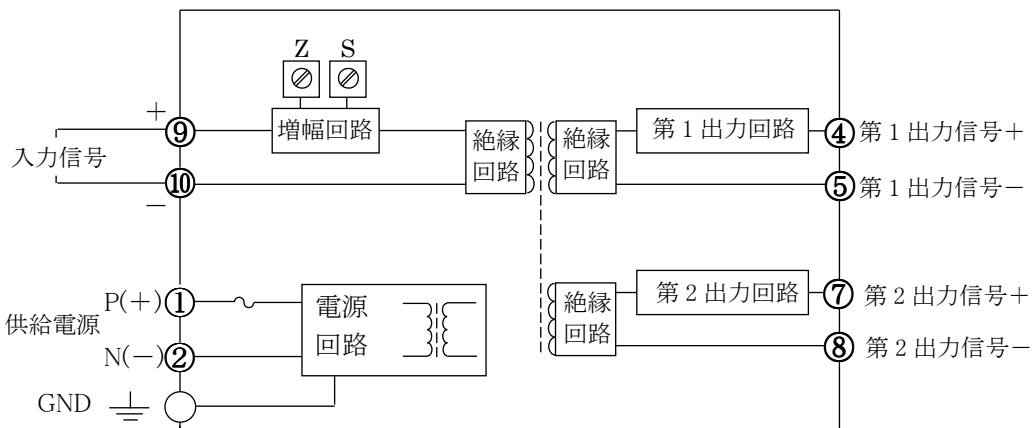 Z S
増幅回路
+
⑨
入力信号
⑩
−
絶縁
回路
絶縁
回路
第1出力回路
④ 第1出力信号+
⑤ 第1出力信号−
絶縁
回路
第2出力回路
⑦ 第2出力信号+
⑧ 第2出力信号−
P(+) ①
供給電源
N(−) ②
電源
回路
GND